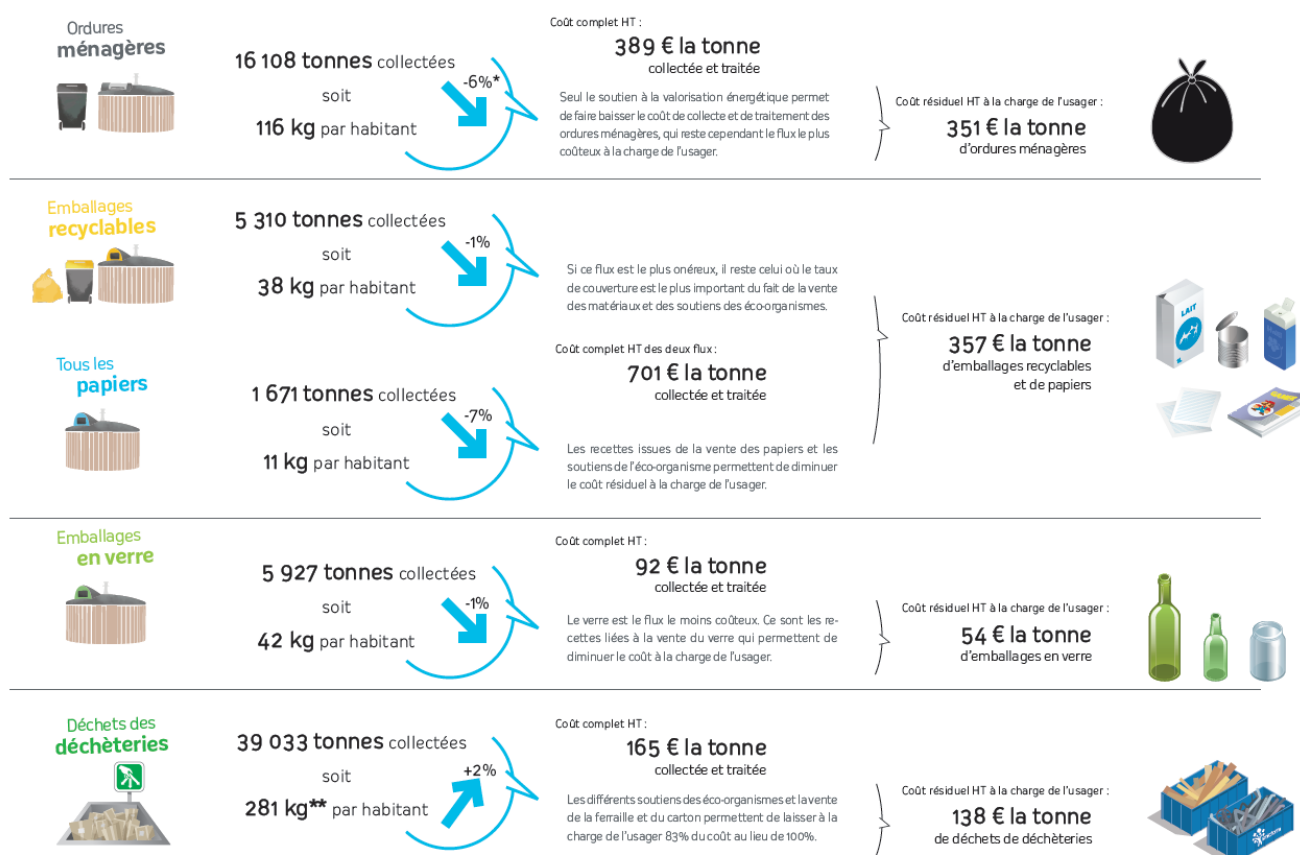 Ordures
ménagères
16 108 tonnes collectées
soit
116 kg par habitant
-6%*
Coût complet HT :
389 € la tonne
collectée et traitée
Seul le soutien à la valorisation énergétique permet
de faire baisser le coût de collecte et de traitement des
ordures ménagères, qui reste cependant le flux le plus
coûteux à la charge de l'usager.
Coût résiduel HT à la charge de l'usager :
351 € la tonne
d'ordures ménagères
Emballages
recyclables
5 310 tonnes collectées
soit
38 kg par habitant
-1%
Si ce flux est le plus onéreux, il reste celui où le taux
de couverture est le plus important du fait de la vente
des matériaux et des soutiens des éco-organismes.
Tous les
papiers
1 671 tonnes collectées
soit
11 kg par habitant
-7%
Coût complet HT des deux flux :
701 € la tonne
collectée et traitée
Les recettes issues de la vente des papiers et les
soutiens de l'éco-organisme permettent de diminuer
le coût résiduel à la charge de l'usager.
Coût résiduel HT à la charge de l'usager :
357 € la tonne
d'emballages recyclables
et de papiers
LAIT
Emballages
en verre
5 927 tonnes collectées
soit
42 kg par habitant
-1%
Coût complet HT :
92 € la tonne
collectée et traitée
Le verre est le flux le moins coûteux. Ce sont les re-
cettes liées à la vente du verre qui permettent de
diminuer le coût à la charge de l'usager.
Coût résiduel HT à la charge de l'usager :
54 € la tonne
d'emballages en verre
Déchets des
déchèteries
39 033 tonnes collectées
soit
281 kg** par habitant
+2%
Coût complet HT :
165 € la tonne
collectée et traitée
Les différents soutiens des éco-organismes et la vente
de la ferraille et du carton permettent de laisser à la
charge de l'usager 83% du coût au lieu de 100%.
Coût résiduel HT à la charge de l'usager :
138 € la tonne
de déchets de déchèteries